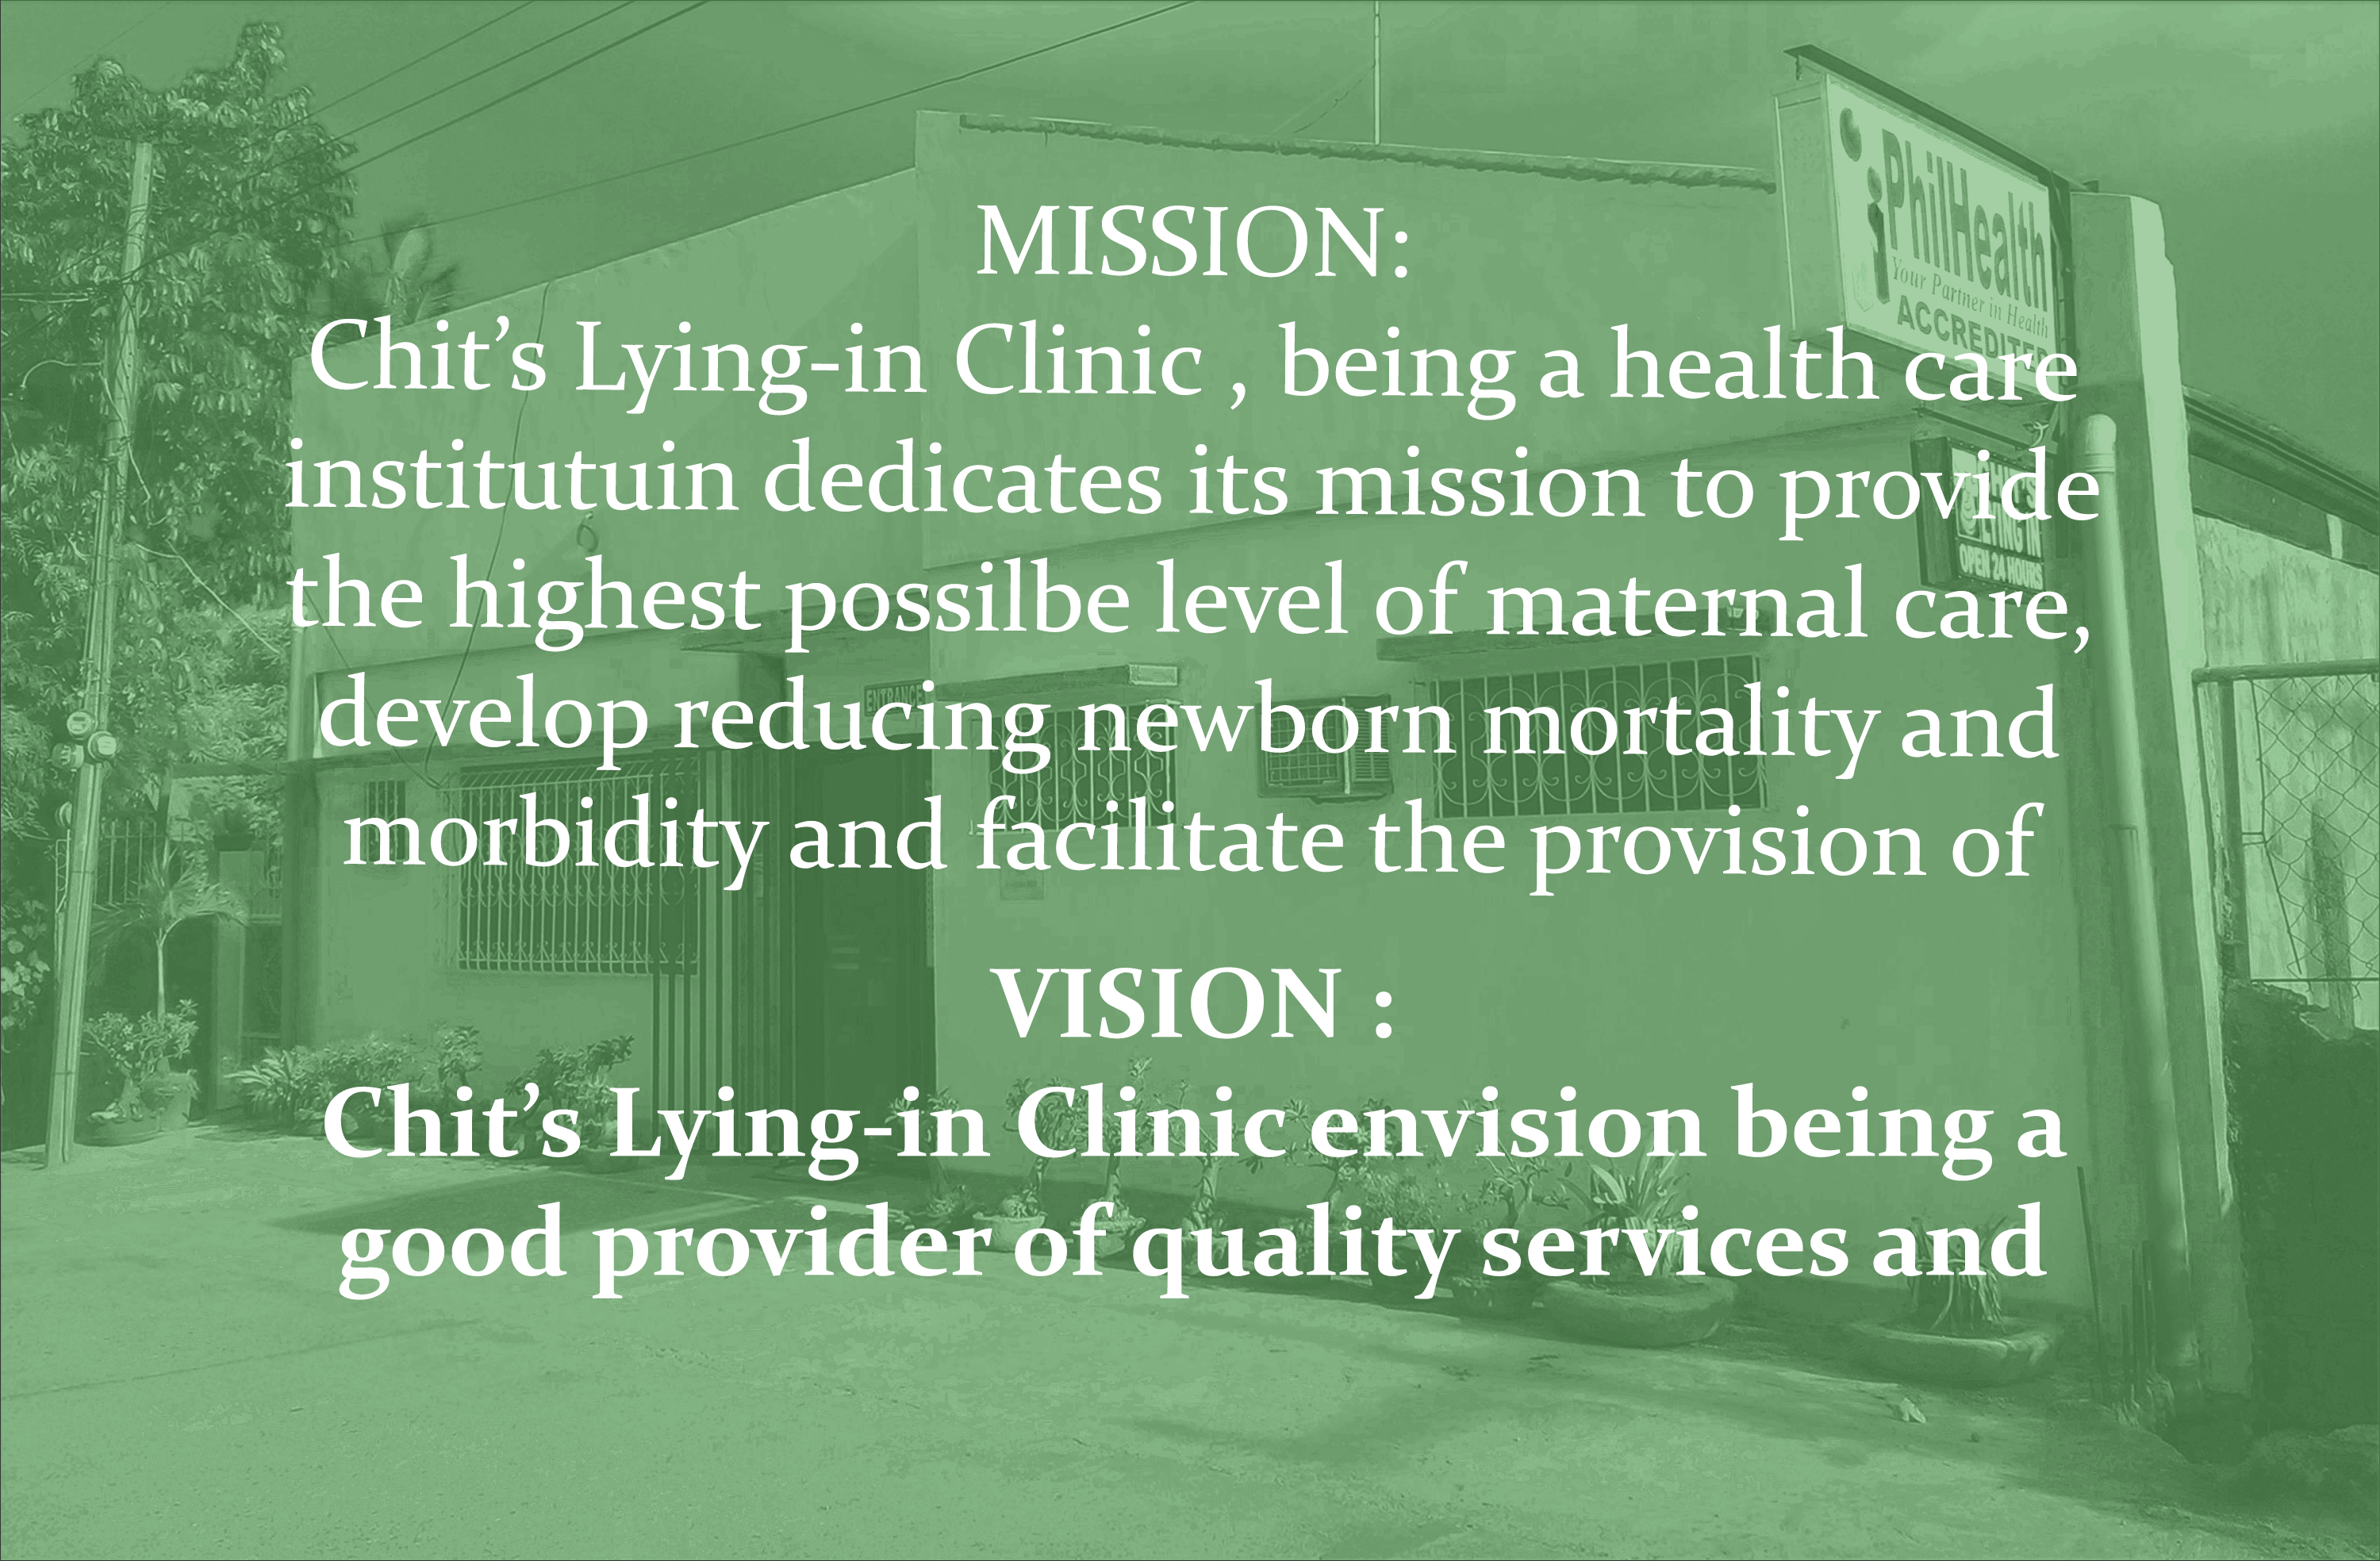 MISSION:
Chit’s Lying-in Clinic , being a health care
institutuin dedicates its mission to provide
the highest possilbe level of maternal care,
develop reducing newborn mortality and
morbidity and facilitate the provision of
VISION :
Chit’s Lying-in Clinic envision being a
good provider of quality services and
PhilHealth
Your Partner in Health
ACCREDITED
LYING IN
OPEN 24 HOURS
ENTRANCE